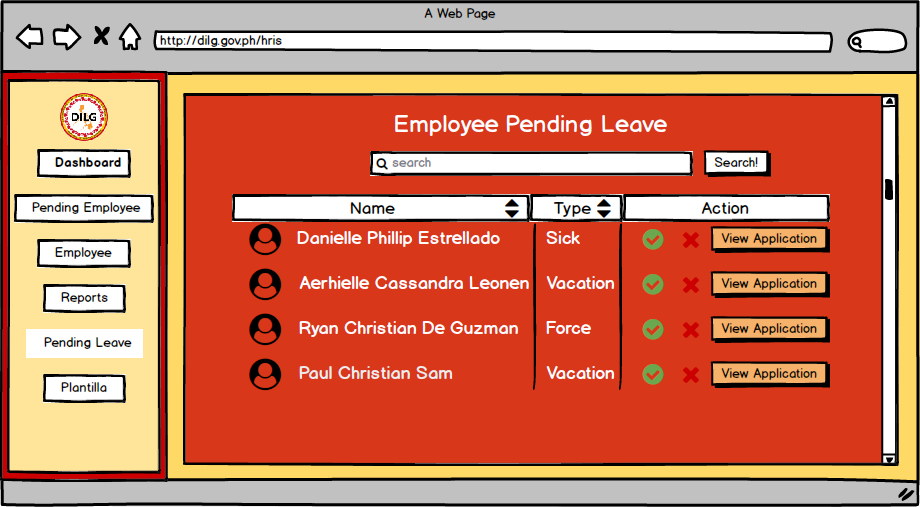 A Web Page
http://dilg.gov.ph/hris
DILG
Dashboard
Pending Employee
Employee
Reports
Pending Leave
Plantilla
Employee Pending Leave
search Search!
Name Type Action
Danielle Phillip Estrellado Sick View Application
Aerhielle Cassandra Leonen Vacation View Application
Ryan Christian De Guzman Force View Application
Paul Christian Sam Vacation View Application